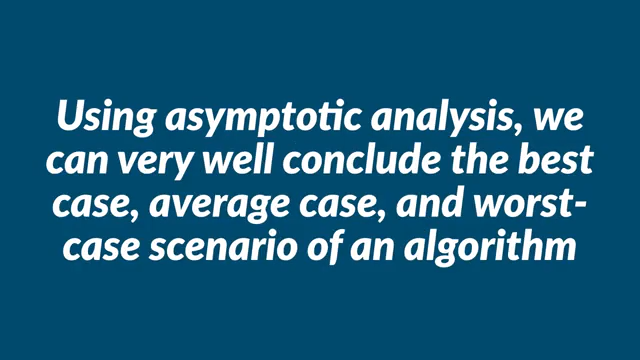 Using asymptotic analysis, we
can very well conclude the best
case, average case, and worst-
case scenario of an algorithm